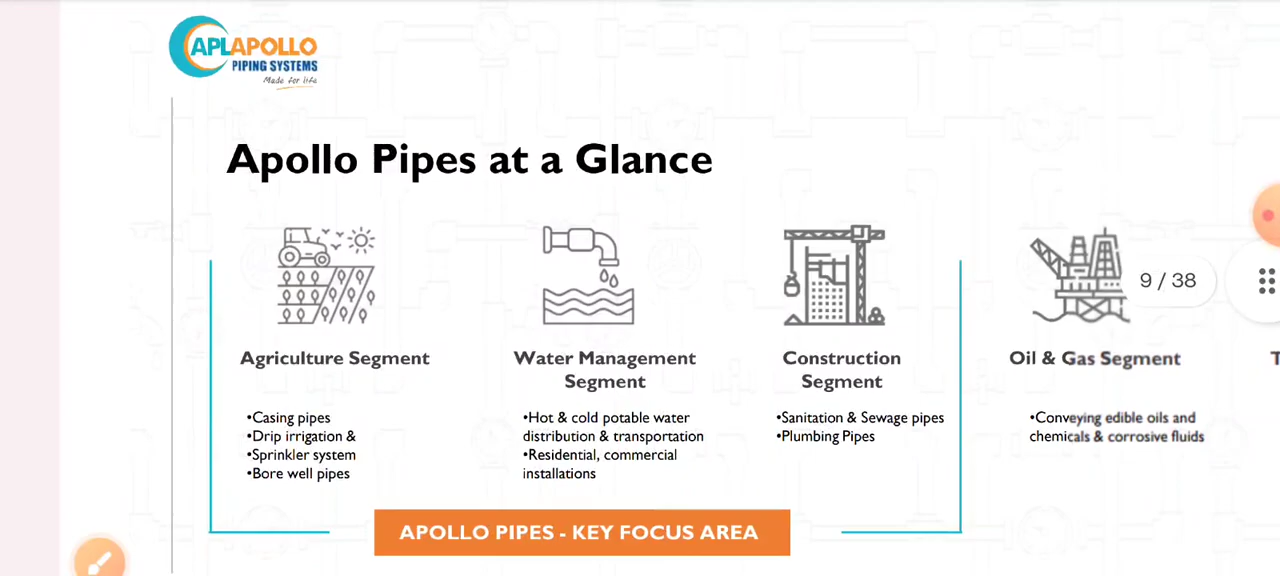 APLAPOLLO
PIPING SYSTEMS
Made for life
Apollo Pipes at a Glance
9 / 38
Agriculture Segment
•Casing pipes
•Drip irrigation &
•Sprinkler system
•Bore well pipes
Water Management
Segment
•Hot & cold potable water
distribution & transportation
•Residential, commercial
installations
Construction
Segment
•Sanitation & Sewage pipes
•Plumbing Pipes
Oil & Gas Segment
•Conveying edible oils and
chemicals & corrosive fluids
T
APOLLO PIPES - KEY FOCUS AREA